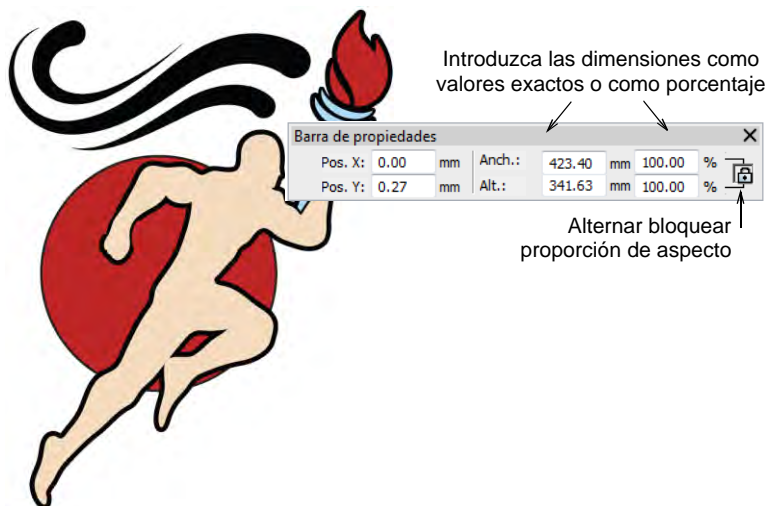 Introduzca las dimensiones como
valores exactos o como porcentaje
Barra de propiedades
Pos. X: 0.00 mm Anch.: 423.40 mm 100.00 %
Pos. Y: 0.27 mm Alt.: 341.63 mm 100.00 %
Alternar bloquear
proporción de aspecto